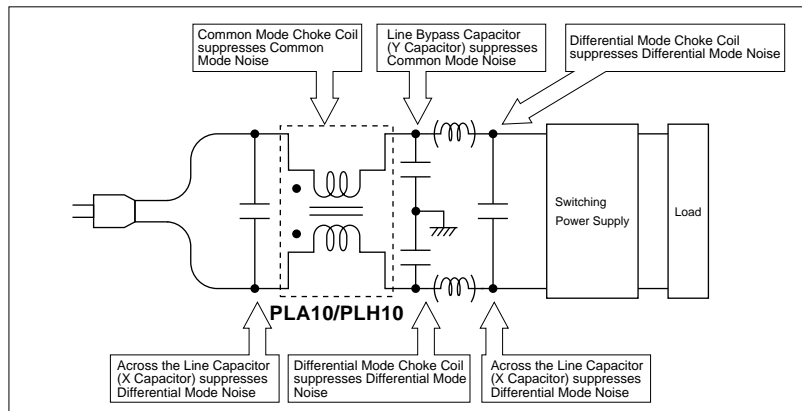 Common Mode Choke Coil
suppresses Common
Mode Noise
Line Bypass Capacitor
(Y Capacitor) suppresses
Common Mode Noise
Differential Mode Choke Coil
suppresses Differential Mode Noise
Switching
Power Supply
Load
PLA10/PLH10
Across the Line Capacitor
(X Capacitor) suppresses
Differential Mode Noise
Differential Mode Choke Coil
suppresses Differential Mode
Noise
Across the Line Capacitor
(X Capacitor) suppresses
Differential Mode Noise